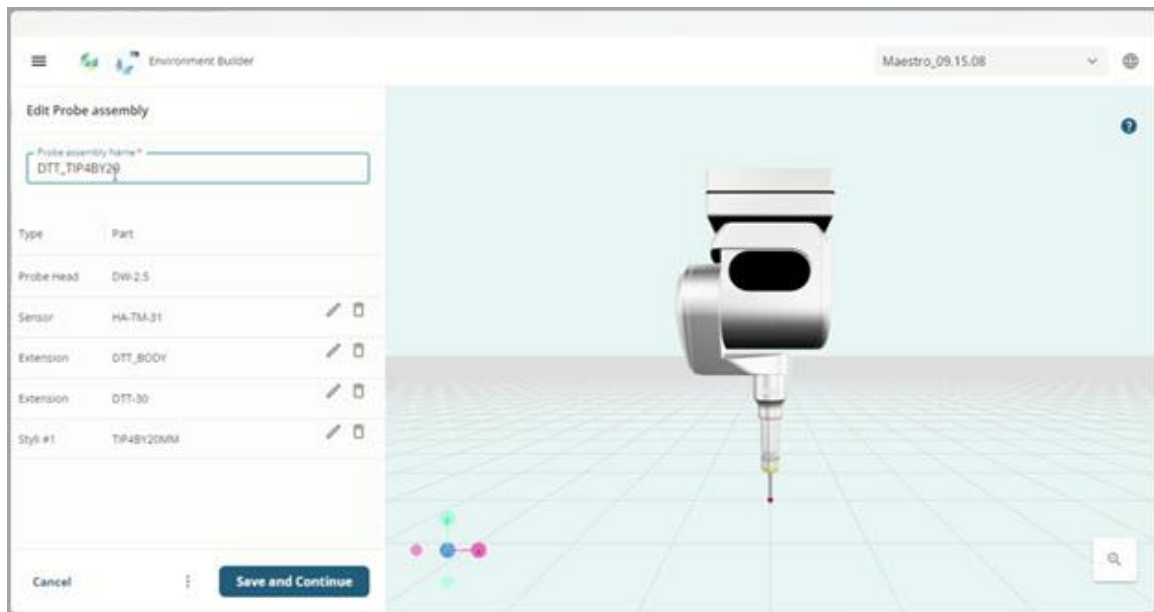 Environment Builder
Maestro_09.15.08
Edit Probe assembly
Probe assembly Name *
DTT_TIP4BY20
Type Part
Probe Head DW-2.5
Sensor HA-TM-31
Extension DTT_BODY
Extension DTT-30
Styli #1 TIP4BY20MM
Cancel
Save and Continue
?